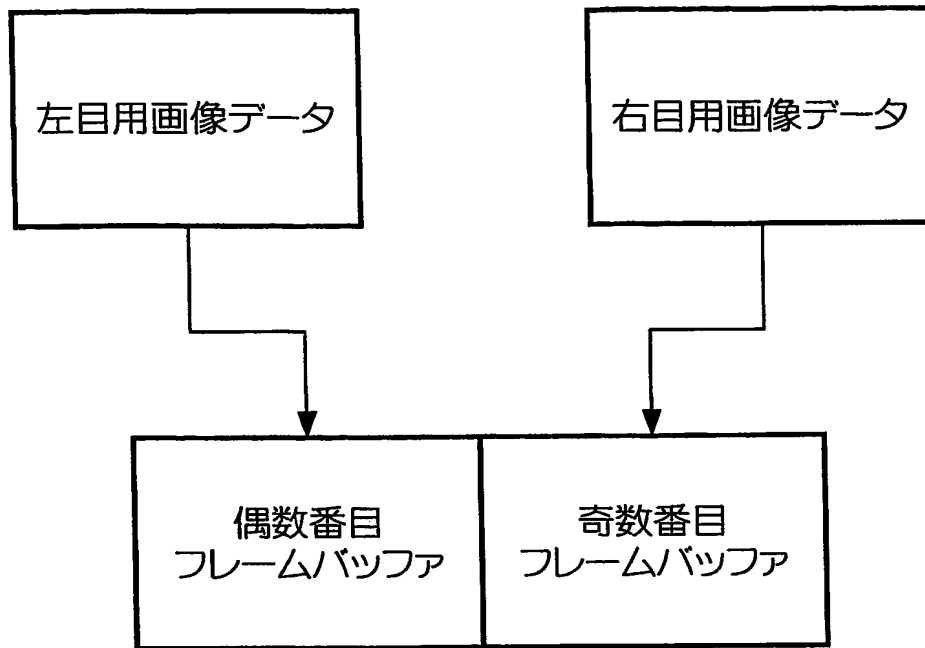 左目用画像データ
右目用画像データ
偶数番目
フレームバッファ
奇数番目
フレームバッファ